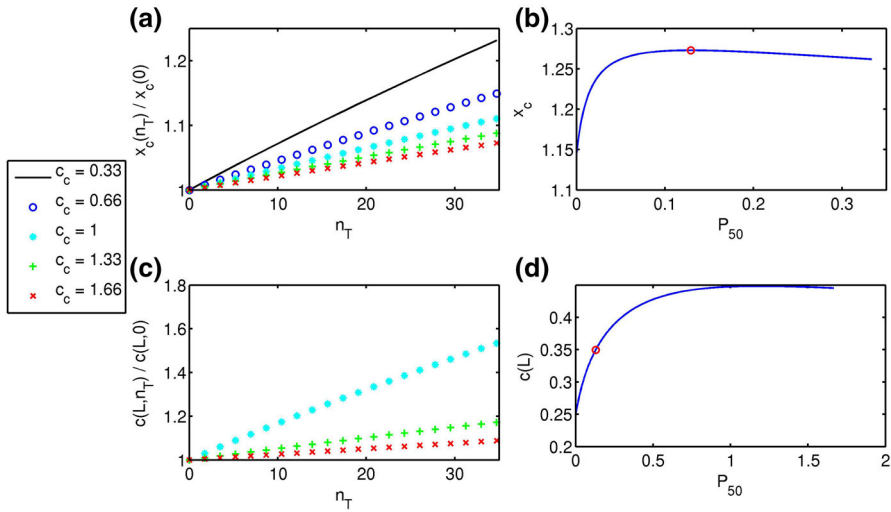 (a)
x_c(n_T) / x_c(0)
1.2
1.1
1
0 10 20 30
n_T
(b)
x_c
1.3
1.25
1.2
1.15
1.1
0 0.1 0.2 0.3
P_50
c_c = 0.33
c_c = 0.66
c_c = 1
c_c = 1.33
c_c = 1.66
(c)
c(L,n_T) / c(L,0)
1.8
1.6
1.4
1.2
1
0 10 20 30
n_T
(d)
c(L)
0.4
0.35
0.3
0.25
0.2
0 0.5 1 1.5 2
P_50